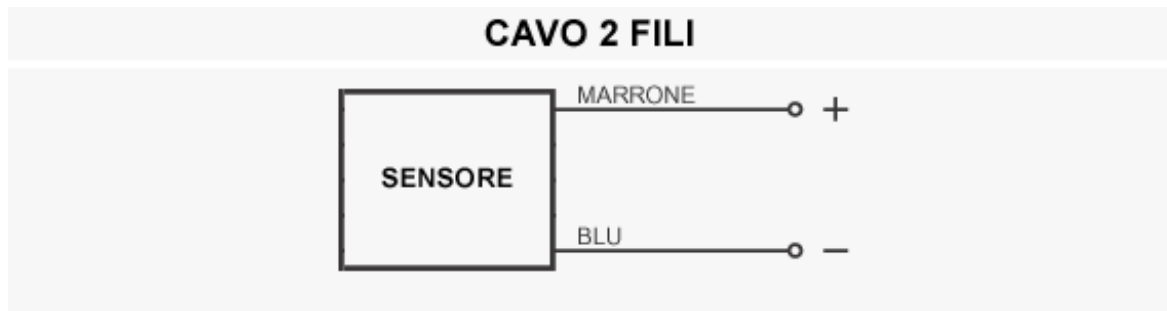 CAVO 2 FILI
MARRONE
+
SENSORE
BLU
−